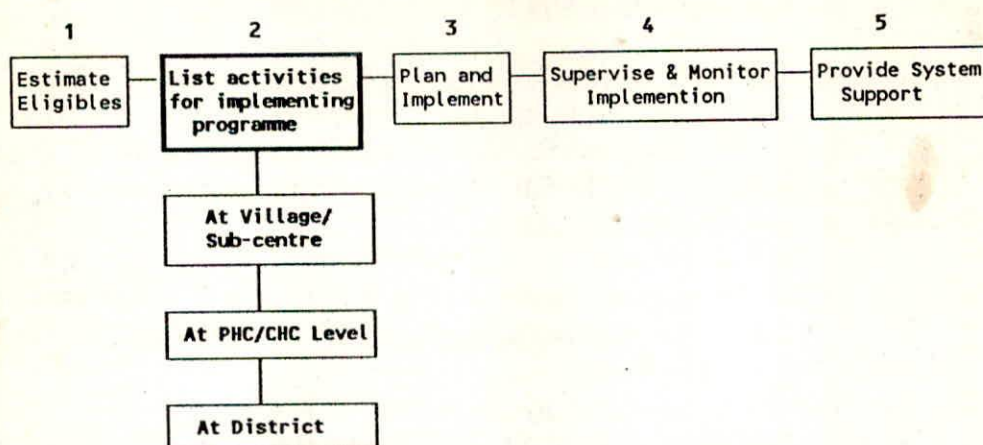 1
2
3
4
5
Estimate
Eligibles
List activities
for implementing
programme
Plan and
Implement
Supervise & Monitor
Implemention
Provide System
Support
At Village/
Sub-centre
At PHC/CHC Level
At District